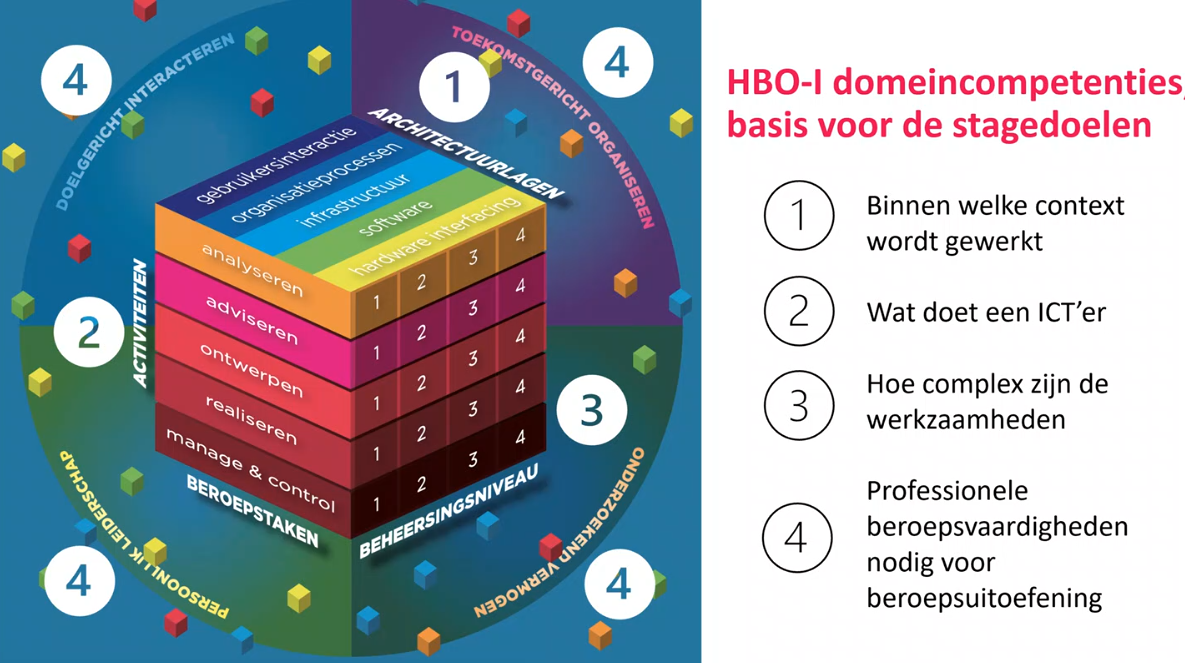 4
DOELGERICHT INTERACTEREN
1
TOEKOMSTGERICHT ORGANISEREN
4
ARCHITECTUURLAGEN
gebruikersinteractie
organisatieprocessen
infrastructuur
software
hardware interfacing
ACTIVITEITEN
2
analyseren
1 2 3 4
adviseren
1 2 3 4
ontwerpen
1 2 3 4
realiseren
1 2 3 4
manage & control
1 2 3 4
3
BEROEPSTAKEN
BEHEERSINGSNIVEAU
4
PERSOONLIJK LEIDERSCHAP
ONDERZOEKEND VERMOGEN
4
HBO-I domeincompetenties,
basis voor de stagedoelen
1
Binnen welke context
wordt gewerkt
2
Wat doet een ICT’er
3
Hoe complex zijn de
werkzaamheden
4
Professionele
beroepsvaardigheden
nodig voor
beroepsuitoefening